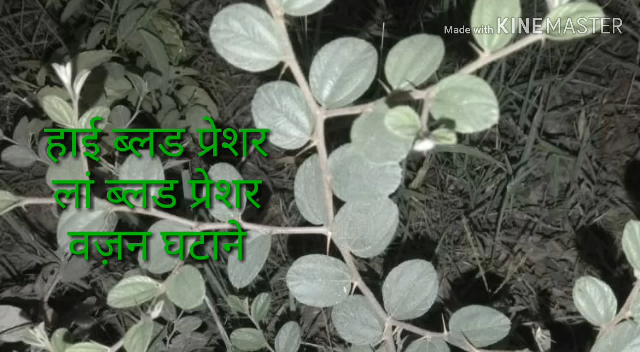 Made with KINEMASTER
हाई ब्लड प्रेशर
लां ब्लड प्रेशर
वज़न घटाने